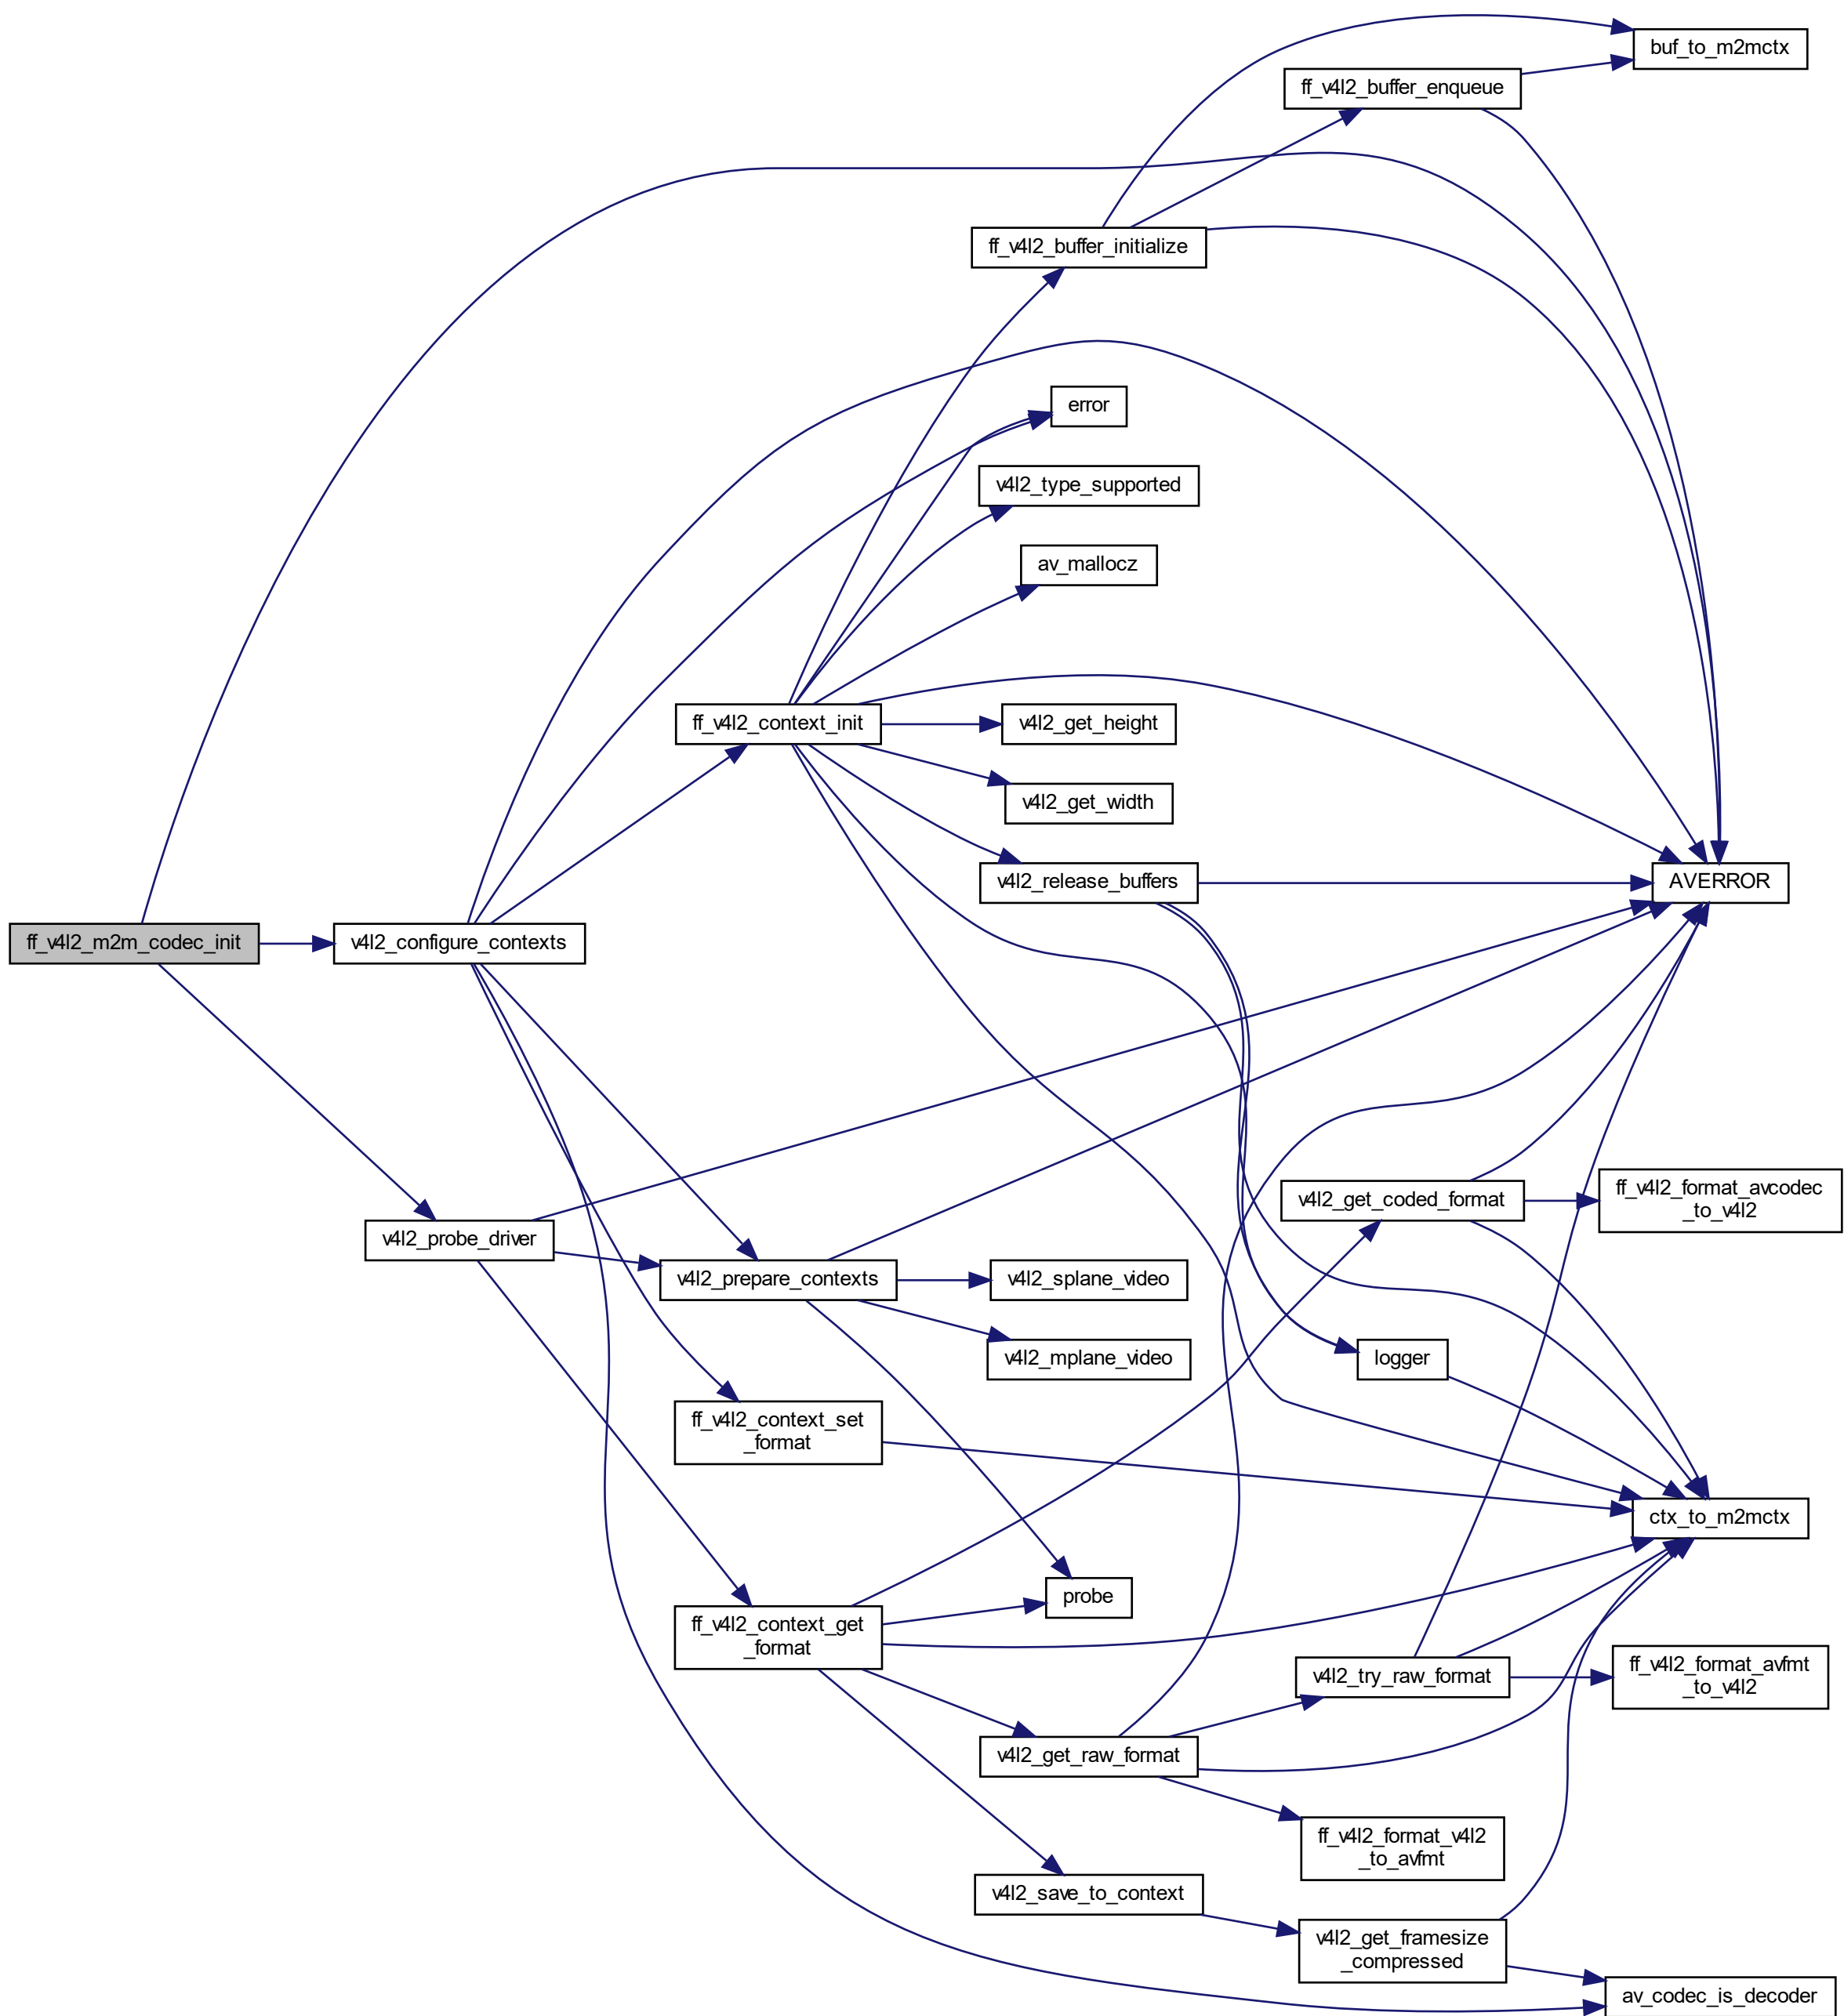 buf_to_m2mctx
ff_v4l2_buffer_enqueue
ff_v4l2_buffer_initialize
error
v4l2_type_supported
av_mallocz
ff_v4l2_context_init
v4l2_get_height
v4l2_get_width
v4l2_release_buffers
AVERROR
ff_v4l2_m2m_codec_init
v4l2_configure_contexts
v4l2_get_coded_format
ff_v4l2_format_avcodec
_to_v4l2
v4l2_probe_driver
v4l2_prepare_contexts
v4l2_splane_video
v4l2_mplane_video
logger
ff_v4l2_context_set
_format
ctx_to_m2mctx
probe
ff_v4l2_context_get
_format
v4l2_try_raw_format
ff_v4l2_format_avfmt
_to_v4l2
v4l2_get_raw_format
ff_v4l2_format_v4l2
_to_avfmt
v4l2_save_to_context
v4l2_get_framesize
_compressed
av_codec_is_decoder